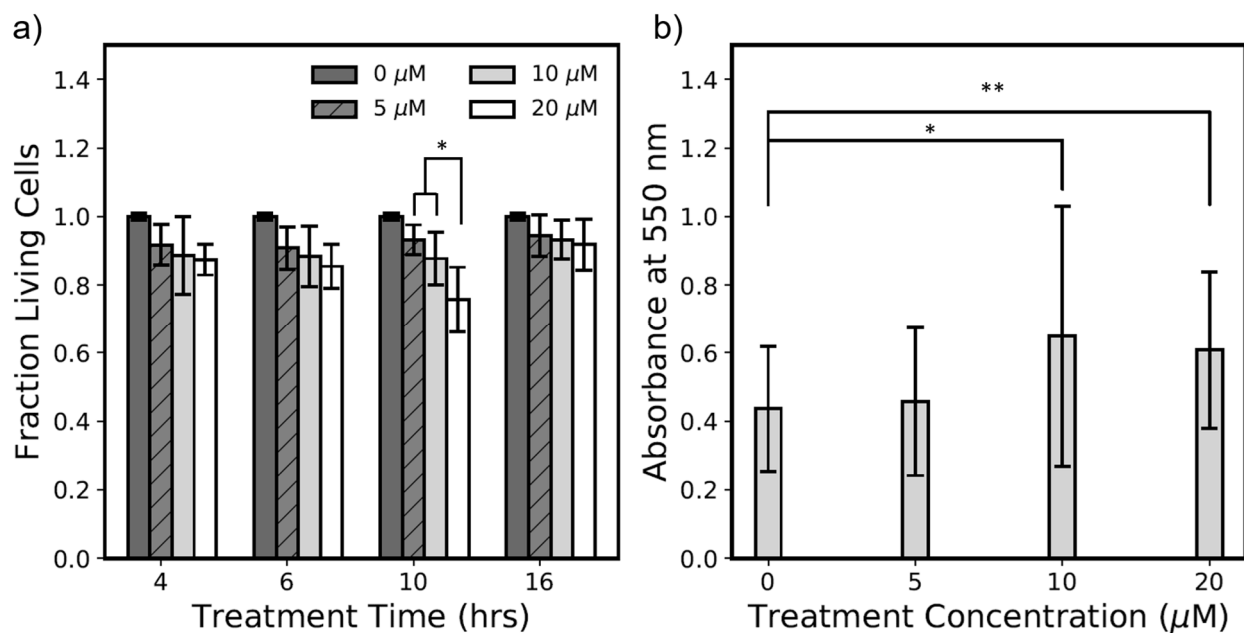 a)
Fraction Living Cells
1.4
1.2
1.0
0.8
0.6
0.4
0.2
0.0
0 μM
10 μM
5 μM
20 μM
*
4
6
10
16
Treatment Time (hrs)
b)
Absorbance at 550 nm
1.4
1.2
1.0
0.8
0.6
0.4
0.2
0.0
**
*
0
5
10
20
Treatment Concentration (μM)